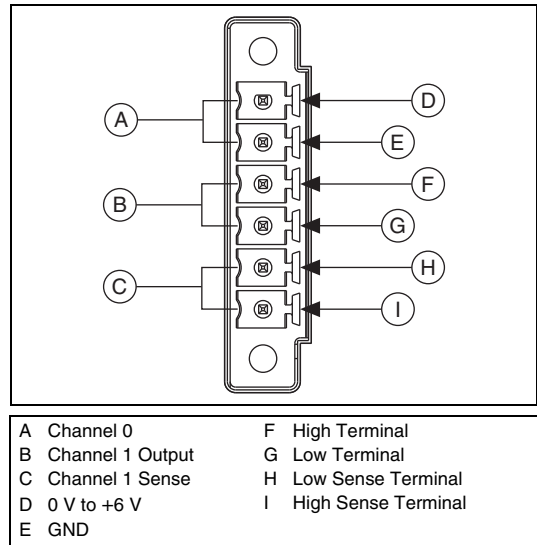 D
A
E
F
B
G
H
C
I
A Channel 0
B Channel 1 Output
C Channel 1 Sense
D 0 V to +6 V
E GND
F High Terminal
G Low Terminal
H Low Sense Terminal
I High Sense Terminal